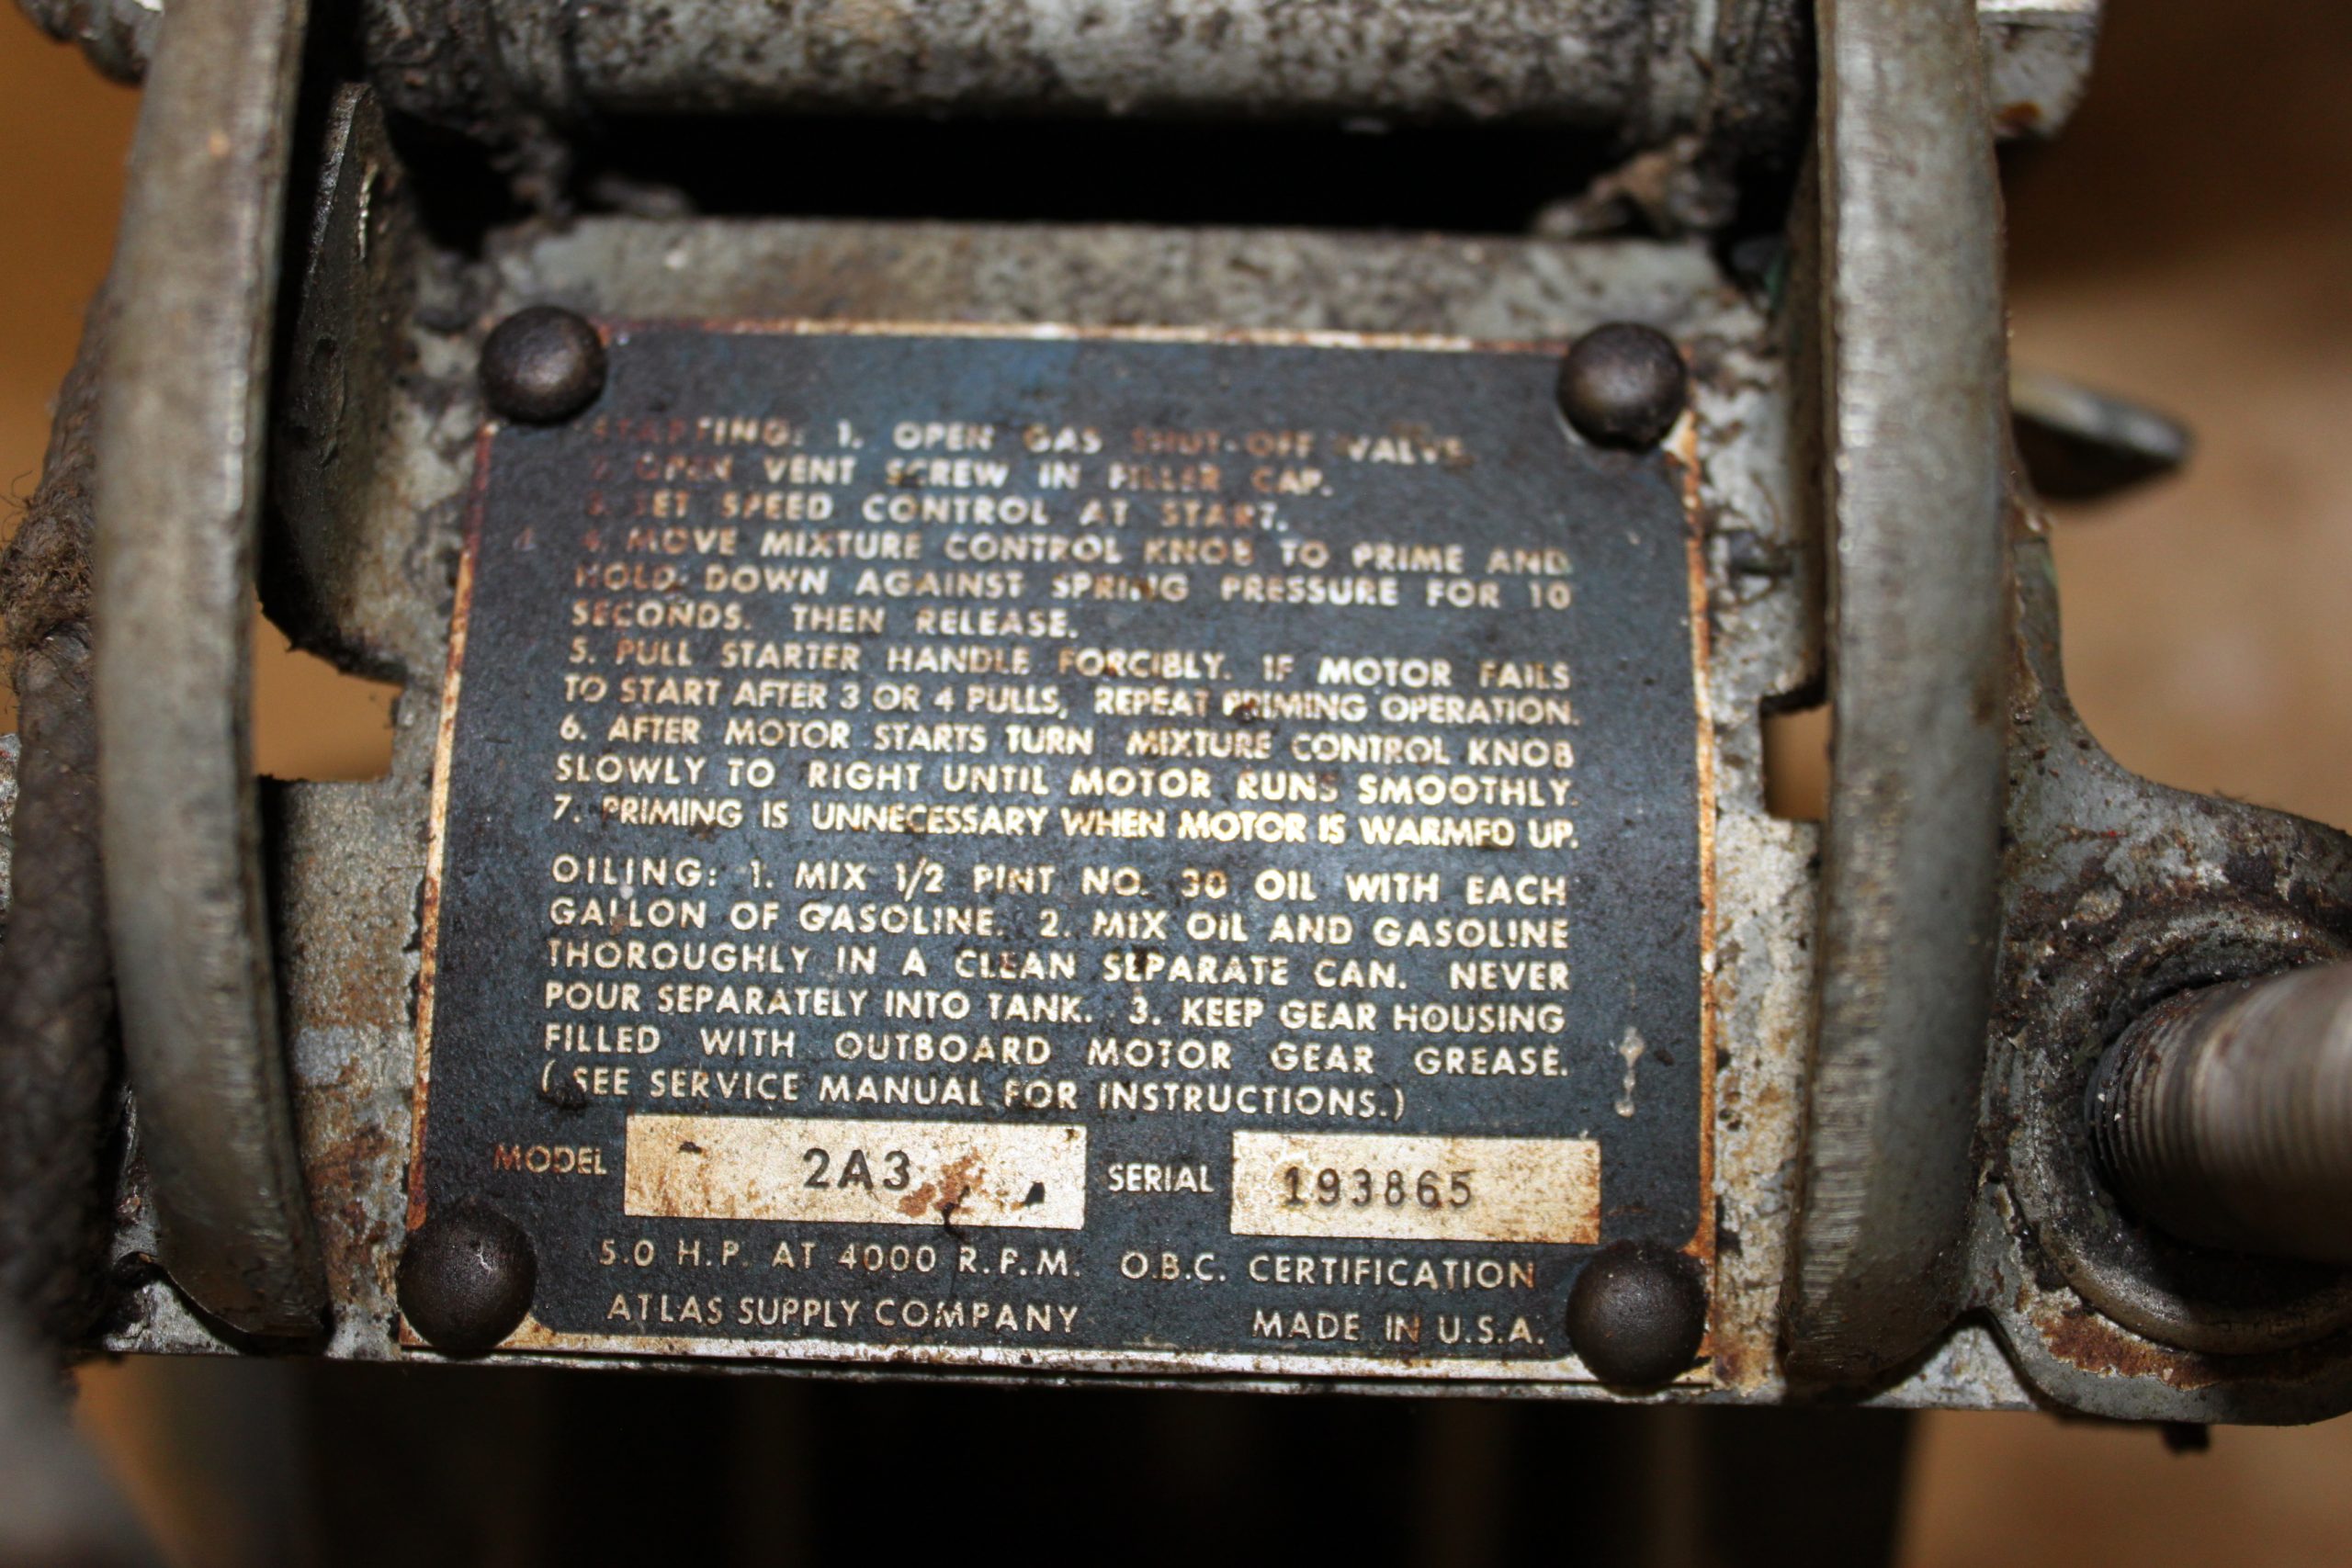 STARTING: 1. OPEN GAS SHUT-OFF VALVE.
2. OPEN VENT SCREW IN FILLER CAP.
3. SET SPEED CONTROL AT START.
4. MOVE MIXTURE CONTROL KNOB TO PRIME AND
HOLD DOWN AGAINST SPRING PRESSURE FOR 10
SECONDS. THEN RELEASE.
5. PULL STARTER HANDLE FORCIBLY. IF MOTOR FAILS
TO START AFTER 3 OR 4 PULLS, REPEAT PRIMING OPERATION.
6. AFTER MOTOR STARTS TURN MIXTURE CONTROL KNOB
SLOWLY TO RIGHT UNTIL MOTOR RUNS SMOOTHLY.
7. PRIMING IS UNNECESSARY WHEN MOTOR IS WARMED UP.
OILING: 1. MIX 1/2 PINT NO. 30 OIL WITH EACH
GALLON OF GASOLINE. 2. MIX OIL AND GASOLINE
THOROUGHLY IN A CLEAN SEPARATE CAN. NEVER
POUR SEPARATELY INTO TANK. 3. KEEP GEAR HOUSING
FILLED WITH OUTBOARD MOTOR GEAR GREASE.
(SEE SERVICE MANUAL FOR INSTRUCTIONS.)
MODEL 2A3 SERIAL 193865
5.0 H.P. AT 4000 R.P.M. O.B.C. CERTIFICATION
ATLAS SUPPLY COMPANY MADE IN U.S.A.